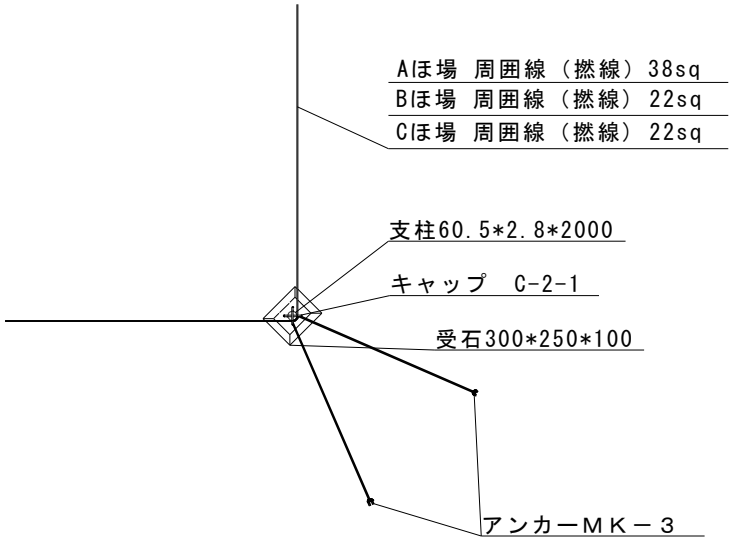 Aほ場 周囲線（撚線）38sq
Bほ場 周囲線（撚線）22sq
Cほ場 周囲線（撚線）22sq
支柱60.5*2.8*2000
キャップ C-2-1
受石300*250*100
アンカーＭＫ－３